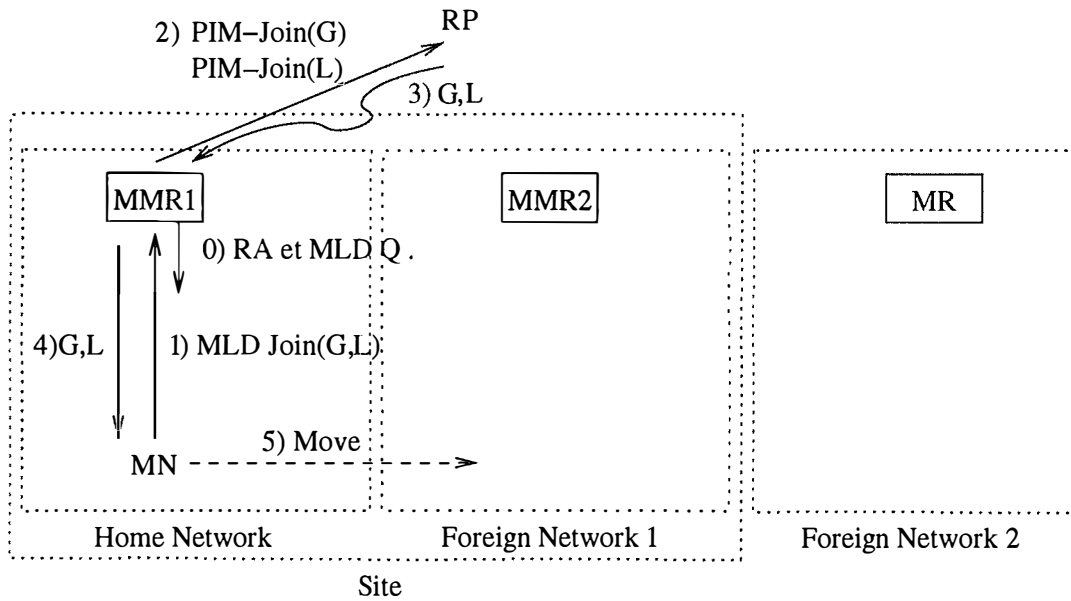 2) PIM–Join(G)
PIM–Join(L)
RP
3) G,L
MMR1
MMR2
MR
0) RA et MLD Q .
4)G,L
1) MLD Join(G,L)
5) Move
MN
Home Network
Foreign Network 1
Foreign Network 2
Site